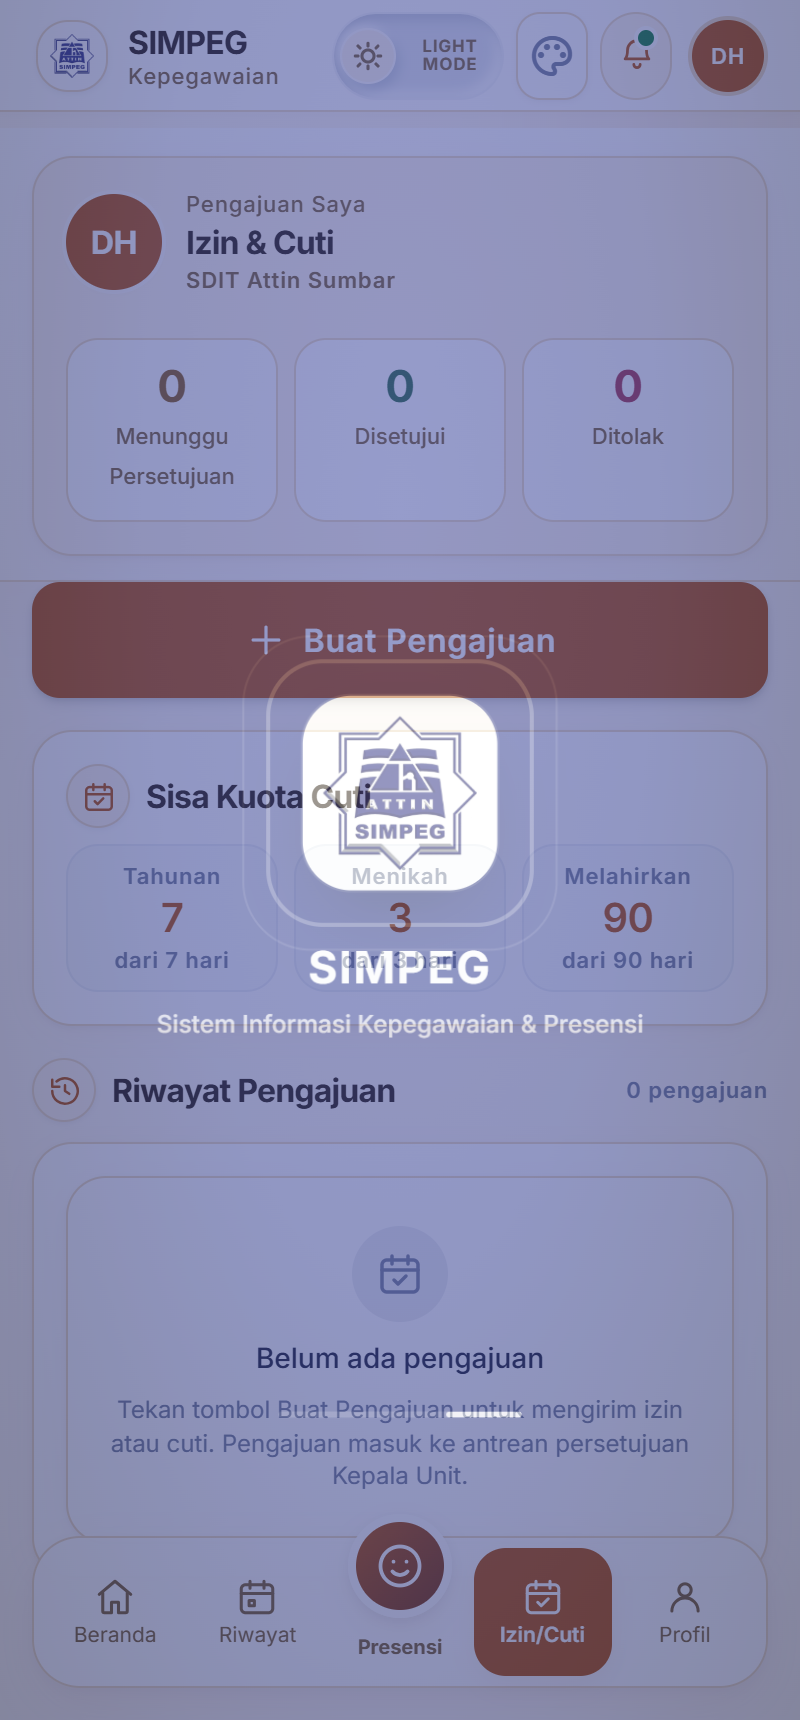 SIMPEG
Kepegawaian
LIGHT
MODE
DH
ATTIN
SIMPEG
DH
Pengajuan Saya
Izin & Cuti
SDIT Attin Sumbar
0
Menunggu
Persetujuan
0
Disetujui
0
Ditolak
Buat Pengajuan
Sisa Kuota Cuti
h
ATTIN
SIMPEG
Tahunan
7
dari 7 hari
Menikah
3
dari 3 hari
Melahirkan
90
dari 90 hari
SIMPEG
Sistem Informasi Kepegawaian & Presensi
Riwayat Pengajuan
0 pengajuan
Belum ada pengajuan
Tekan tombol Buat Pengajuan untuk mengirim izin
atau cuti. Pengajuan masuk ke antrean persetujuan
Kepala Unit.
Beranda
Riwayat
Presensi
Izin/Cuti
Profil